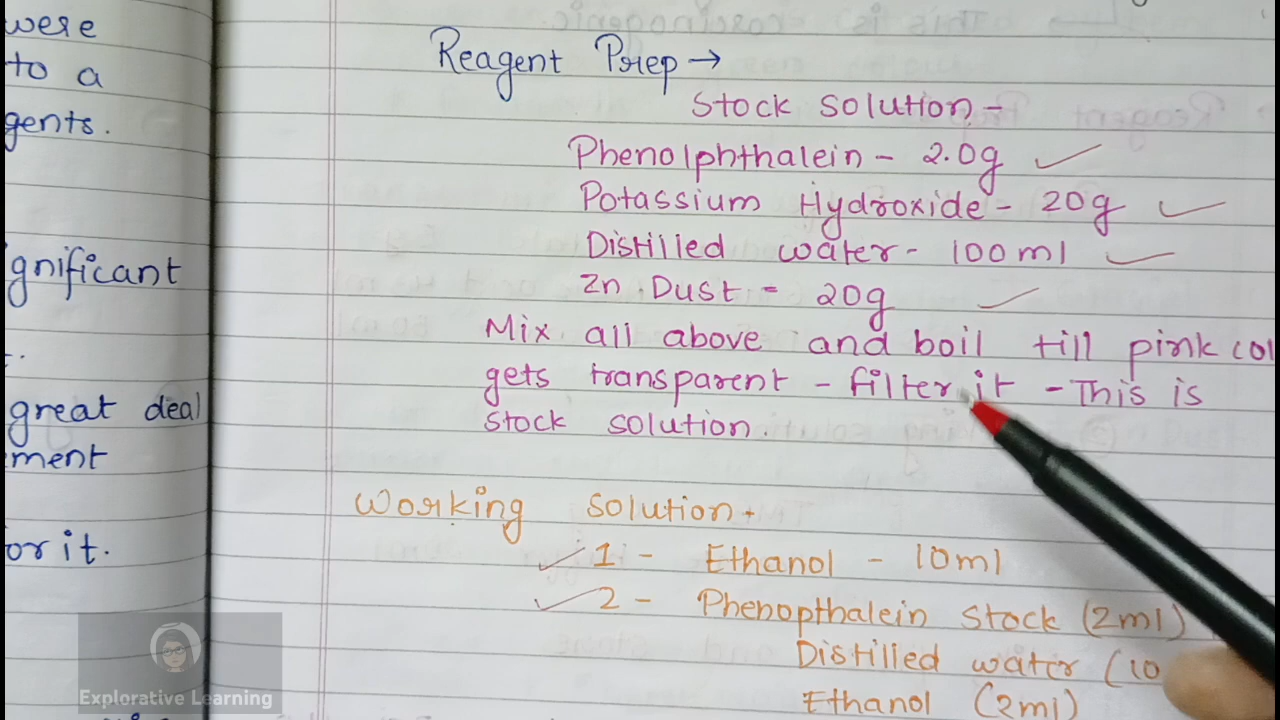 were
to a
gents.
gnificant
great deal
ment
or it.
Reagent Prep →
Stock Solution -
Phenolphthalein - 2.0g ✓
Potassium Hydroxide - 20g ✓
Distilled water - 100ml ✓
Zn Dust - 20g ✓
Mix all above and boil till pink col
gets transparent - filter it - This is
stock solution.
Working solution -
✓ 1 - Ethanol - 10ml
✓ 2 - Phenopthalein Stock (2ml)
Distilled water (10
Ethanol (2ml)
Explorative Learning